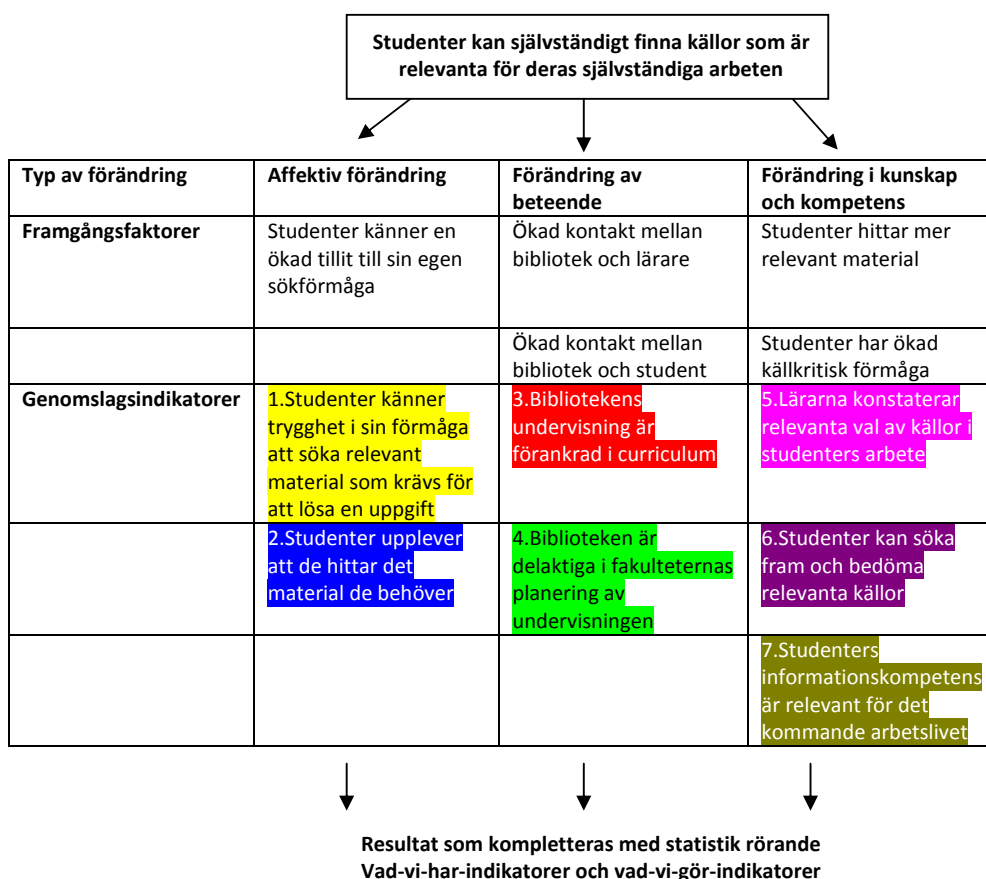 Studenter kan självständigt finna källor som är
relevanta för deras självständiga arbeten
Typ av förändring
Affektiv förändring
Förändring av
beteende
Förändring i kunskap
och kompetens
Framgångsfaktorer
Studenter känner en
ökad tillit till sin egen
sökförmåga
Ökad kontakt mellan
bibliotek och lärare
Studenter hittar mer
relevant material
Ökad kontakt mellan
bibliotek och student
Studenter har ökad
källkritisk förmåga
Genomslagsindikatorer
1.Studenter känner
trygghet i sin förmåga
att söka relevant
material som krävs för
att lösa en uppgift
3.Bibliotekens
undervisning är
förankrad i curriculum
5.Lärarna konstaterar
relevanta val av källor i
studenters arbete
2.Studenter upplever
att de hittar det
material de behöver
4.Biblioteken är
delaktiga i fakulteternas
planering av
undervisningen
6.Studenter kan söka
fram och bedöma
relevanta källor
7.Studenters
informationskompetens
är relevant för det
kommande arbetslivet
Resultat som kompletteras med statistik rörande
Vad-vi-har-indikatorer och vad-vi-gör-indikatorer